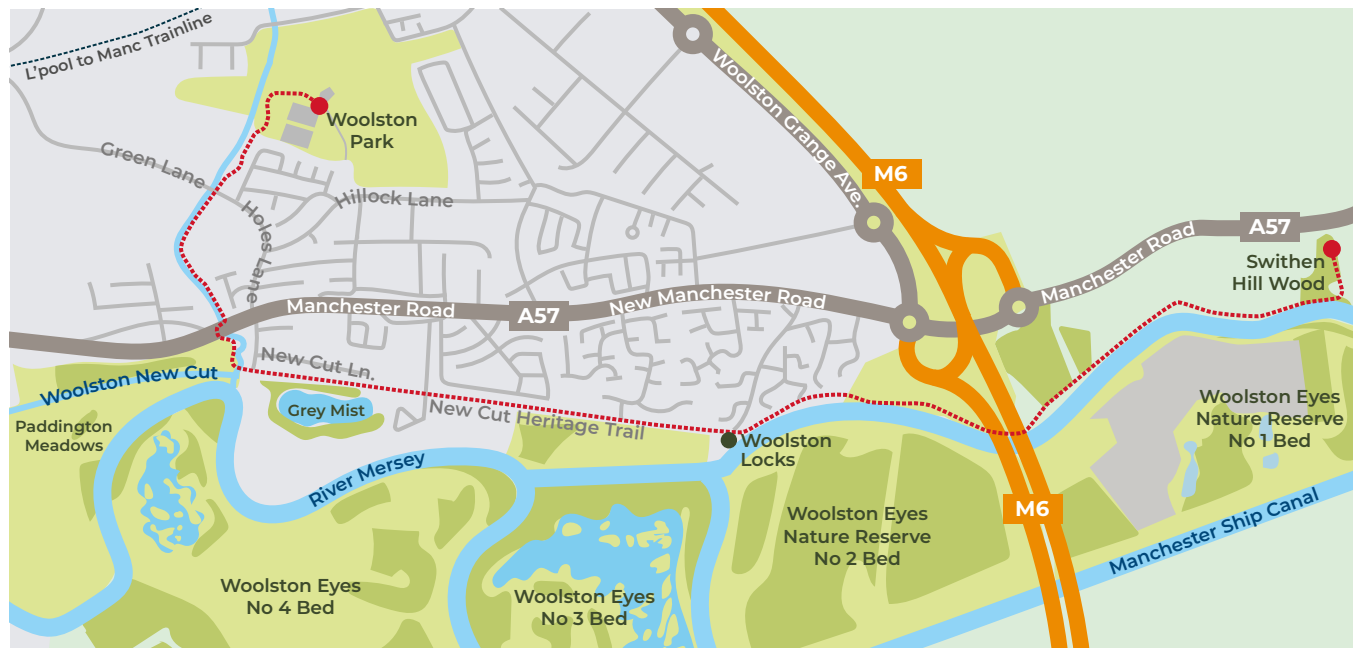 L'pool to Manc Trainline
Woolston
Park
Green Lane
Hillock Lane
Holes Lane
Woolston Grange Ave.
M6
A57
Manchester Road
Swithen
Hill Wood
Manchester Road
A57
New Manchester Road
New Cut Ln.
Woolston New Cut
Grey Mist
New Cut Heritage Trail
Paddington
Meadows
Woolston
Locks
Woolston Eyes
Nature Reserve
No 1 Bed
River Mersey
M6
Woolston Eyes
Nature Reserve
No 2 Bed
Manchester Ship Canal
Woolston Eyes
No 4 Bed
Woolston Eyes
No 3 Bed